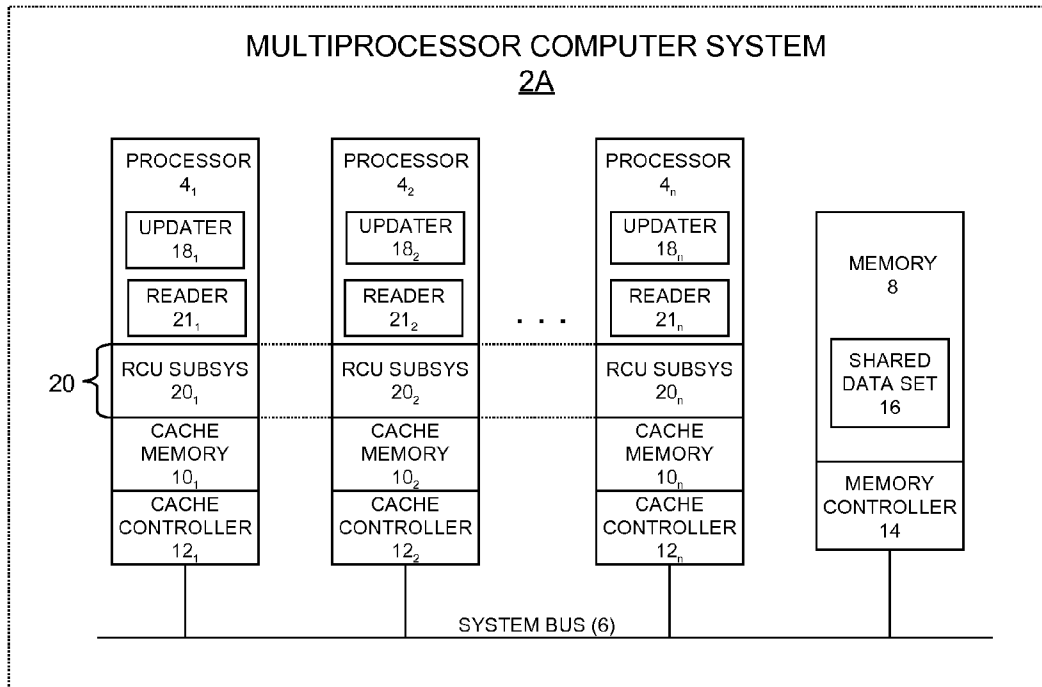 MULTIPROCESSOR COMPUTER SYSTEM
2A
PROCESSOR
4₁
UPDATER
18₁
READER
21₁
RCU SUBSYS
20₁
CACHE
MEMORY
10₁
CACHE
CONTROLLER
12₁
PROCESSOR
4₂
UPDATER
18₂
READER
21₂
RCU SUBSYS
20₂
CACHE
MEMORY
10₂
CACHE
CONTROLLER
12₂
. . .
PROCESSOR
4ₙ
UPDATER
18ₙ
READER
21ₙ
RCU SUBSYS
20ₙ
CACHE
MEMORY
10ₙ
CACHE
CONTROLLER
12ₙ
MEMORY
8
SHARED
DATA SET
16
MEMORY
CONTROLLER
14
20
SYSTEM BUS (6)